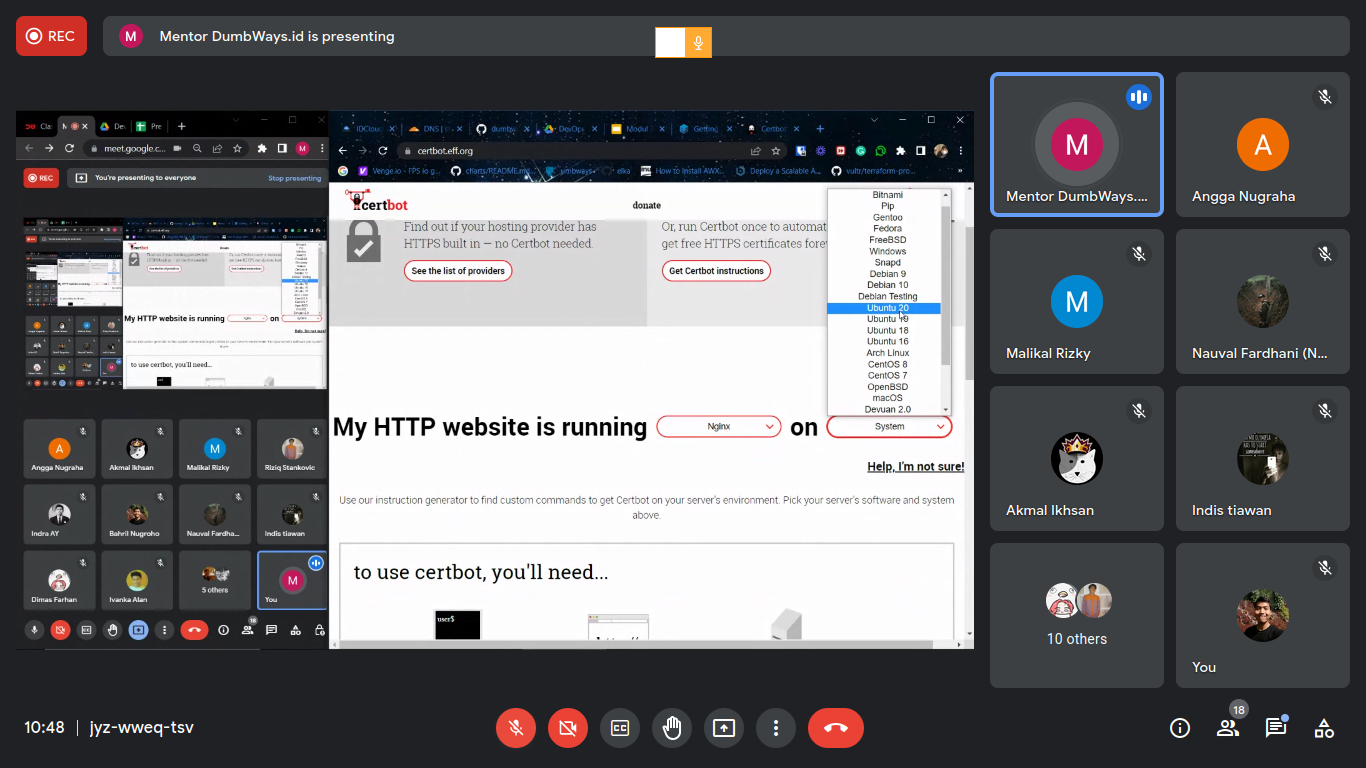 REC
M
Mentor DumbWays.id is presenting
meet.google.c...
REC
You're presenting to everyone
Stop presenting
IDClou
DNS |
dumbw
DevOp
Modul
Getting
Certbot
certbot.eff.org
Venge.io - FPS io g...
charts/README.m...
How to Install AWX...
Deploy a Scalable A...
vultr/terraform-pro...
certbot
donate
Find out if your hosting provider has
HTTPS built in — no Certbot needed.
See the list of providers
Or, run Certbot once to automat
get free HTTPS certificates fore
Get Certbot instructions
Bitnami
Pip
Gentoo
Fedora
FreeBSD
Windows
Snapd
Debian 9
Debian 10
Debian Testing
Ubuntu 20
Ubuntu 19
Ubuntu 18
Ubuntu 16
Arch Linux
CentOS 8
CentOS 7
OpenBSD
macOS
Devuan 2.0
My HTTP website is running
Nginx
on
System
Help, I'm not sure!
Use our instruction generator to find custom commands to get Certbot on your server's environment. Pick your server's software and system
above.
to use certbot, you'll need...
user$
My HTTP website is running
on
to use certbot, you'll need...
A
Angga Nugraha
Akmal Ikhsan
M
Malikal Rizky
Riziq Stankovic
Indra AY
Bahril Nugroho
Nauval Fardha...
Indis tiawan
Dimas Farhan
Ivanka Alan
5 others
M
You
18
M
Mentor DumbWays....
A
Angga Nugraha
M
Malikal Rizky
Nauval Fardhani (N...
Akmal Ikhsan
Indis tiawan
10 others
You
10:48
jyz-wweq-tsv
18